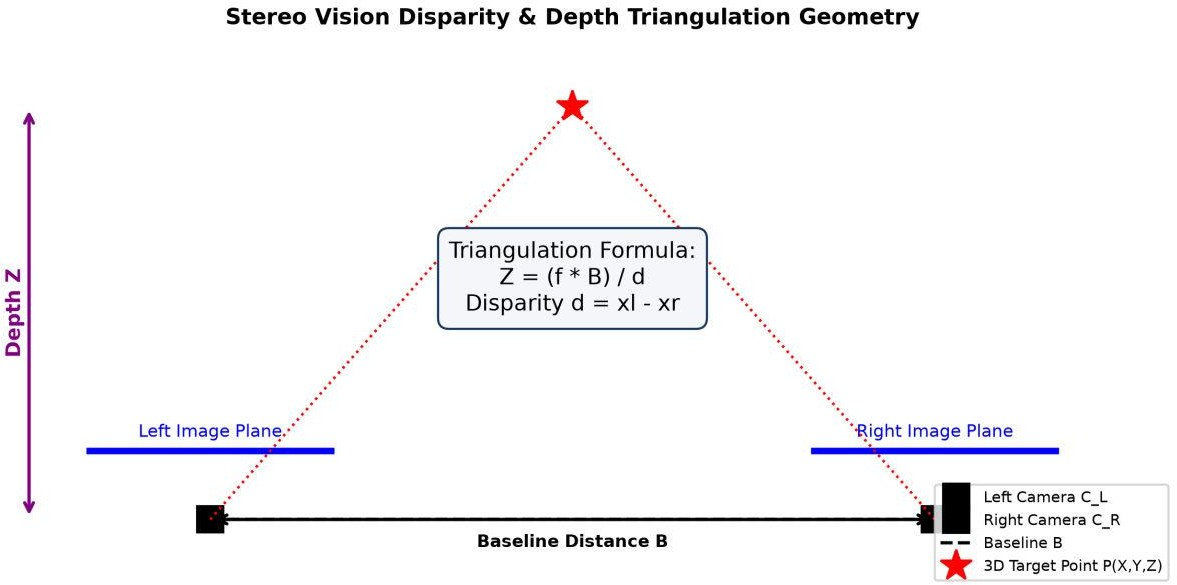 Stereo Vision Disparity & Depth Triangulation Geometry
Depth Z
Triangulation Formula:
Z = (f * B) / d
Disparity d = xl - xr
Left Image Plane
Right Image Plane
Baseline Distance B
Left Camera C_L
Right Camera C_R
Baseline B
3D Target Point P(X,Y,Z)